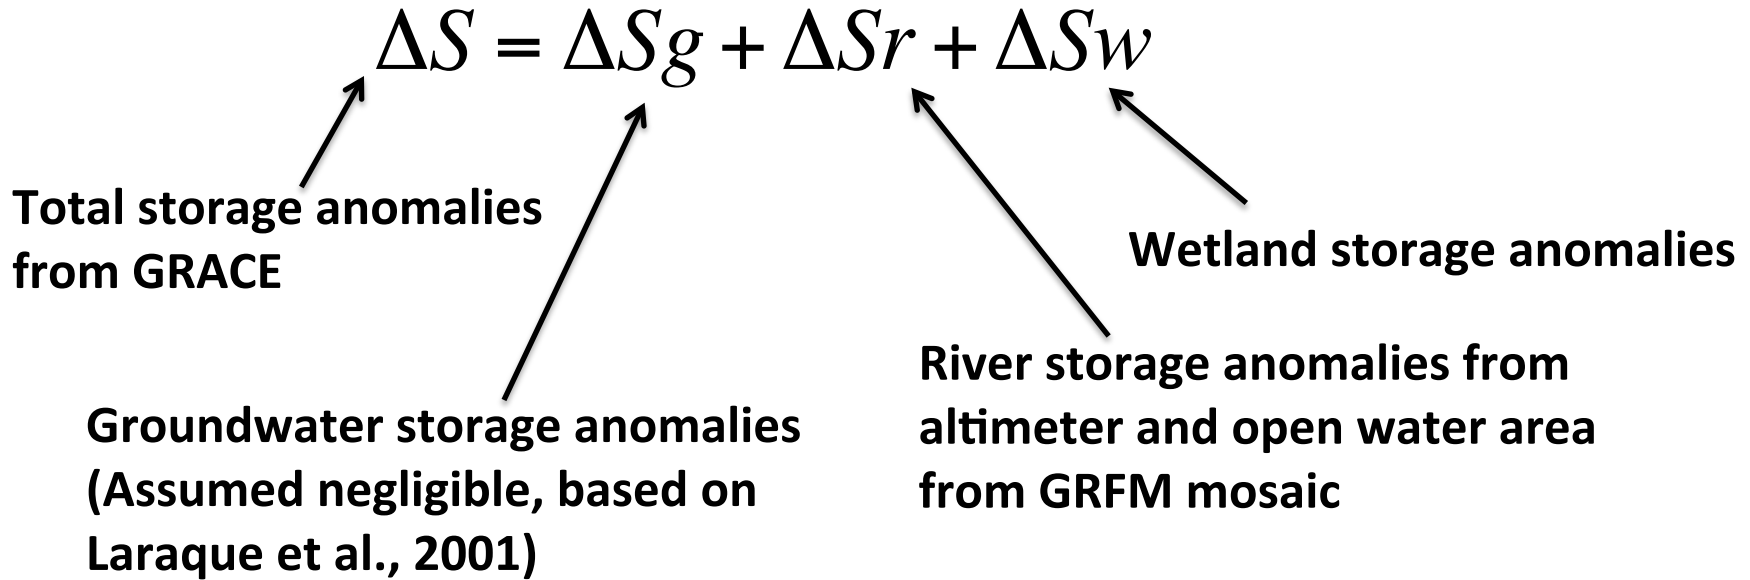 ΔS = ΔSg + ΔSr + ΔSw
Total storage anomalies
from GRACE
Wetland storage anomalies
River storage anomalies from
altimeter and open water area
from GRFM mosaic
Groundwater storage anomalies
(Assumed negligible, based on
Laraque et al., 2001)